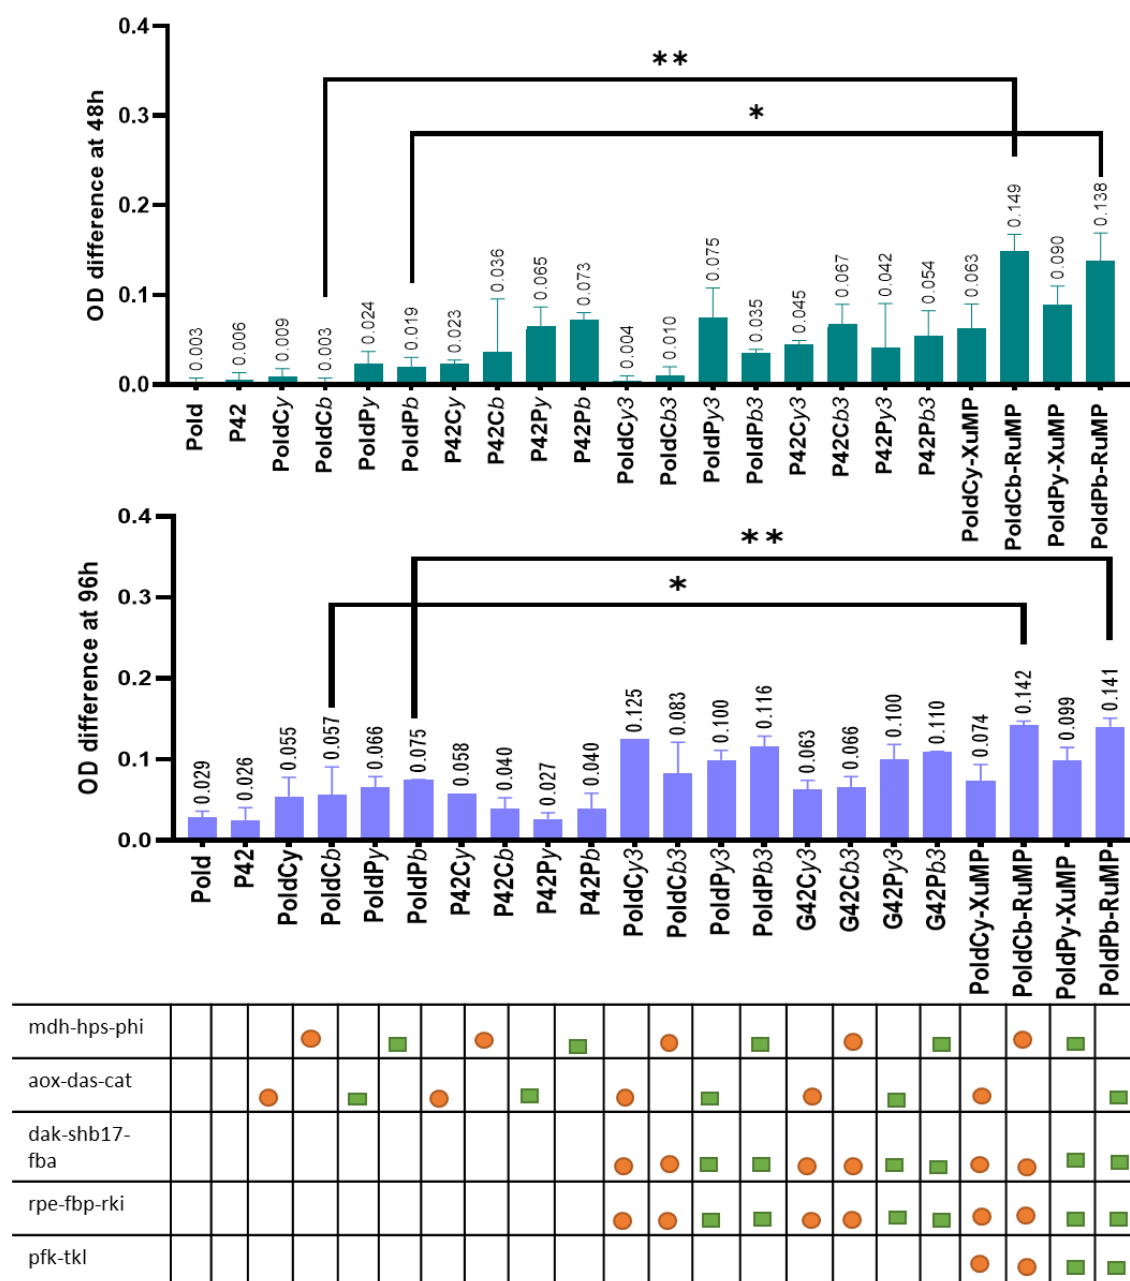 OD difference at 48h
0.4
0.3
0.2
0.1
0.0
**
*
0.003
0.006
0.009
0.003
0.024
0.019
0.023
0.036
0.065
0.073
0.004
0.010
0.075
0.035
0.045
0.067
0.042
0.054
0.063
0.149
0.090
0.138
Pold
P42
PoldCy
PoldCb
PoldPy
PoldPb
P42Cy
P42Cb
P42Py
P42Pb
PoldCy3
PoldCb3
PoldPy3
PoldPb3
P42Cy3
P42Cb3
P42Py3
P42Pb3
PoldCy-XuMP
PoldCb-RuMP
PoldPy-XuMP
PoldPb-RuMP
OD difference at 96h
0.4
0.3
0.2
0.1
0.0
**
*
0.029
0.026
0.055
0.057
0.066
0.075
0.058
0.040
0.027
0.040
0.125
0.083
0.100
0.116
0.063
0.066
0.100
0.110
0.074
0.142
0.099
0.141
Pold
P42
PoldCy
PoldCb
PoldPy
PoldPb
P42Cy
P42Cb
P42Py
P42Pb
PoldCy3
PoldCb3
PoldPy3
PoldPb3
G42Cy3
G42Cb3
G42Py3
G42Pb3
PoldCy-XuMP
PoldCb-RuMP
PoldPy-XuMP
PoldPb-RuMP
mdh-hps-phi
aox-das-cat
dak-shb17-
fba
rpe-fbp-rki
pfk-tkl